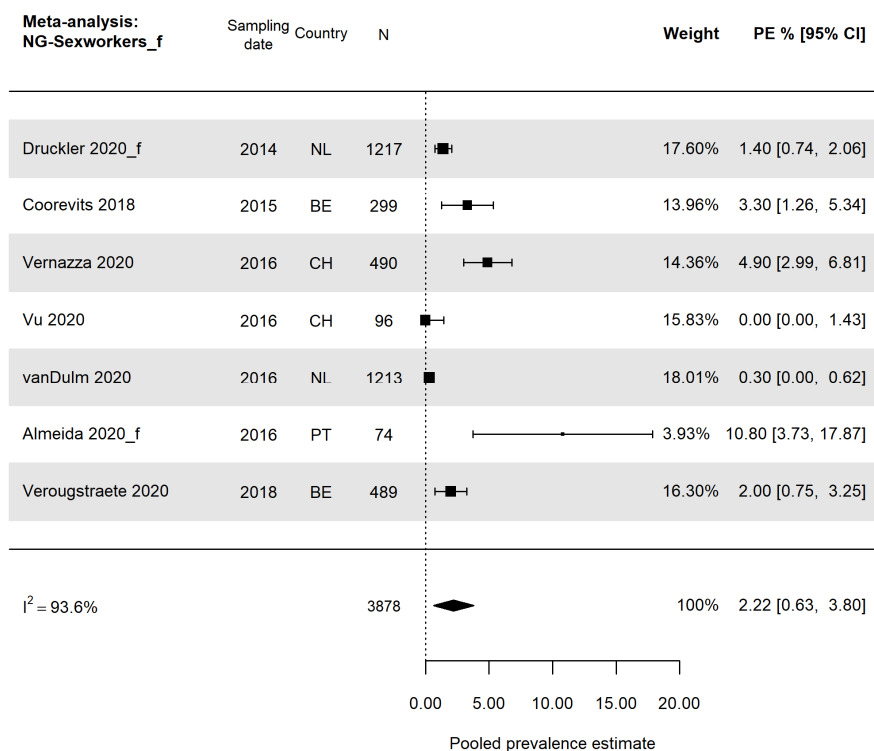 Meta-analysis: NG-Sexworkers_f Sampling date Country N Weight PE % [95% CI]
Druckler 2020_f 2014 NL 1217 17.60% 1.40 [0.74, 2.06]
Coorevits 2018 2015 BE 299 13.96% 3.30 [1.26, 5.34]
Vernazza 2020 2016 CH 490 14.36% 4.90 [2.99, 6.81]
Vu 2020 2016 CH 96 15.83% 0.00 [0.00, 1.43]
vanDulm 2020 2016 NL 1213 18.01% 0.30 [0.00, 0.62]
Almeida 2020_f 2016 PT 74 3.93% 10.80 [3.73, 17.87]
Verougstraete 2020 2018 BE 489 16.30% 2.00 [0.75, 3.25]
I² = 93.6% 3878 100% 2.22 [0.63, 3.80]
0.00 5.00 10.00 15.00 20.00
Pooled prevalence estimate